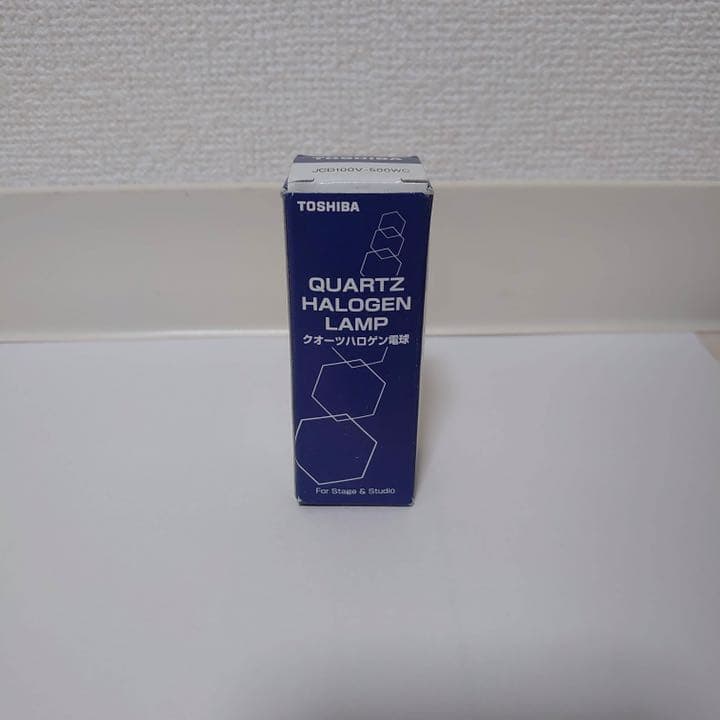 TOSHIBA
JCD100V-500WC
TOSHIBA
QUARTZ
HALOGEN
LAMP
クオーツハロゲン電球
For Stage & Studio